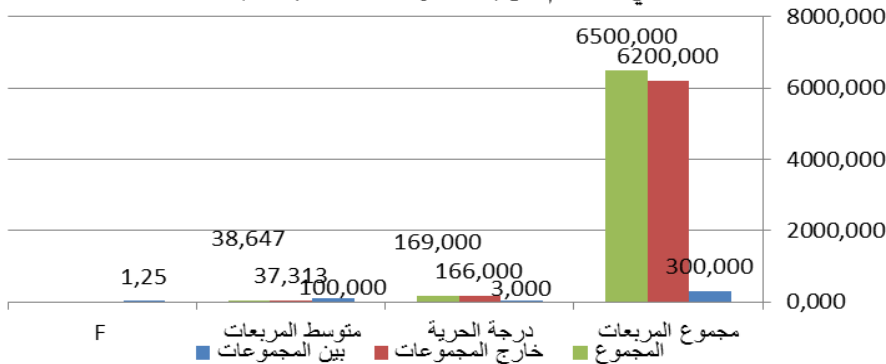 8000,000
6000,000
4000,000
2000,000
0,000
6500,000
6200,000
300,000
169,000
166,000
3,000
38,647
37,313
100,000
1,25
مجموع المربعات
درجة الحرية
متوسط المربعات
F
بين المجموعات
خارج المجموعات
المجموع